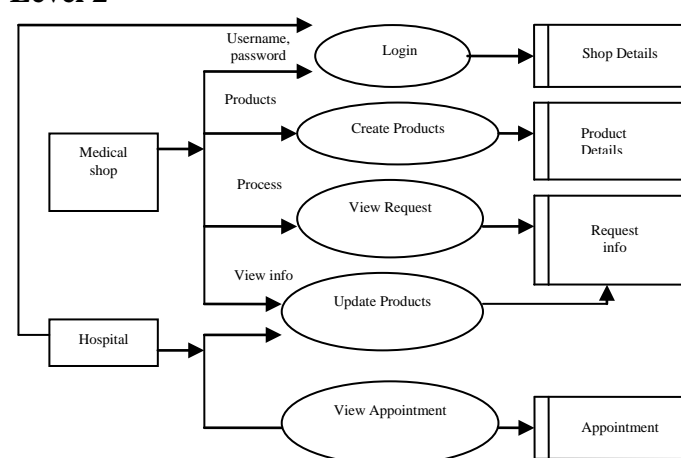 Level 2
Username,
password
Login
Shop Details
Products
Create Products
Product
Details
Medical
shop
Process
View Request
Request
info
View info
Update Products
Hospital
View Appointment
Appointment